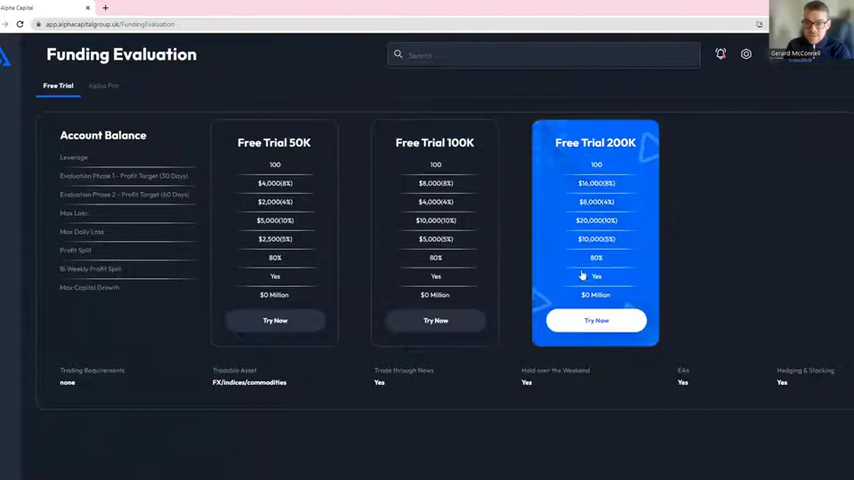 Alpha Capital
app.alphacapitalgroup.uk/FundingEvaluation
Gerard McConnell
Funding Evaluation
Search...
Free Trial
Alpha Pro
Account Balance
Free Trial 50K
Free Trial 100K
Free Trial 200K
Leverage
100
100
100
Evaluation Phase 1 - Profit Target (30 Days)
$4,000(8%)
$8,000(8%)
$16,000(8%)
Evaluation Phase 2 - Profit Target (60 Days)
$2,000(4%)
$4,000(4%)
$8,000(4%)
Max Loss
$5,000(10%)
$10,000(10%)
$20,000(10%)
Max Daily Loss
$2,500(5%)
$5,000(5%)
$10,000(5%)
Profit Split
80%
80%
80%
Bi Weekly Profit Split
Yes
Yes
Yes
Max Capital Growth
$0 Million
$0 Million
$0 Million
Try Now
Try Now
Try Now
Trading Requirements
Tradable Asset
Trade through News
Hold over the Weekend
EAs
Hedging & Stacking
none
FX/indices/commodities
Yes
Yes
Yes
Yes